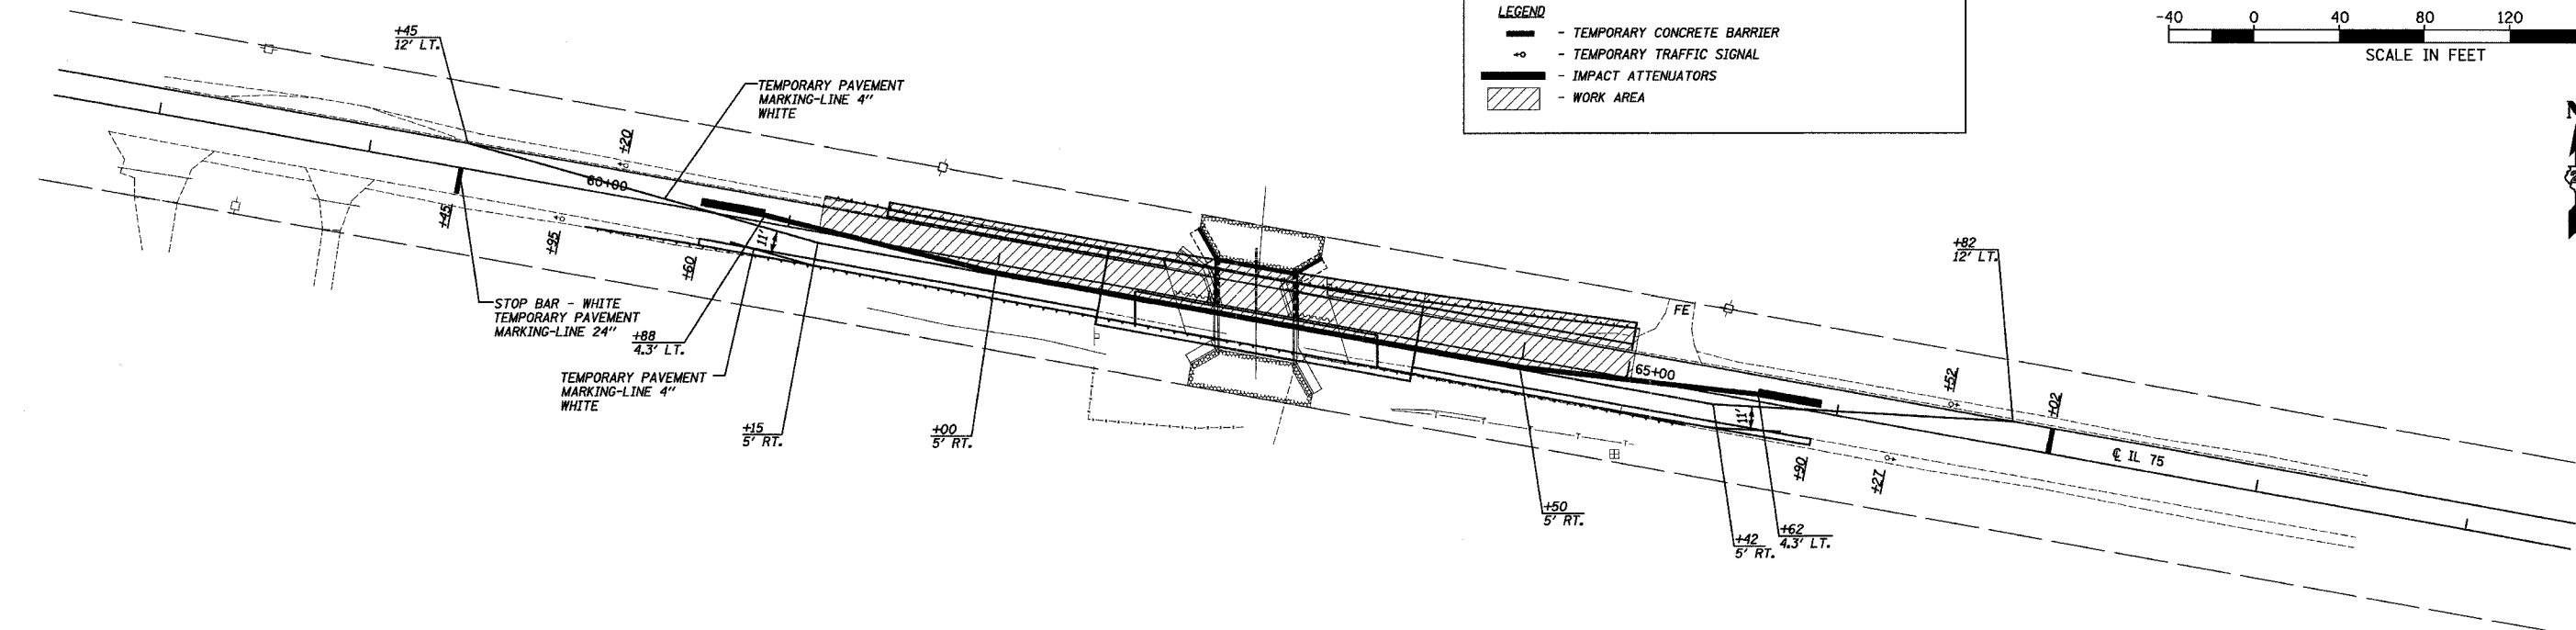 LEGEND
- TEMPORARY CONCRETE BARRIER
- TEMPORARY TRAFFIC SIGNAL
- IMPACT ATTENUATORS
- WORK AREA
-40 0 40 80 120
SCALE IN FEET
N
+45
12' LT.
TEMPORARY PAVEMENT
MARKING-LINE 4"
WHITE
+20
60+00
+45
+95
+60
11'
STOP BAR - WHITE
TEMPORARY PAVEMENT
MARKING-LINE 24"
+88
4.3' LT.
TEMPORARY PAVEMENT
MARKING-LINE 4"
WHITE
+15
5' RT.
+00
5' RT.
FE
65+00
+82
12' LT.
+52
+02
11'
℄ IL 75
+90
+27
+50
5' RT.
+42
5' RT.
+62
4.3' LT.
T
T
T
T
T